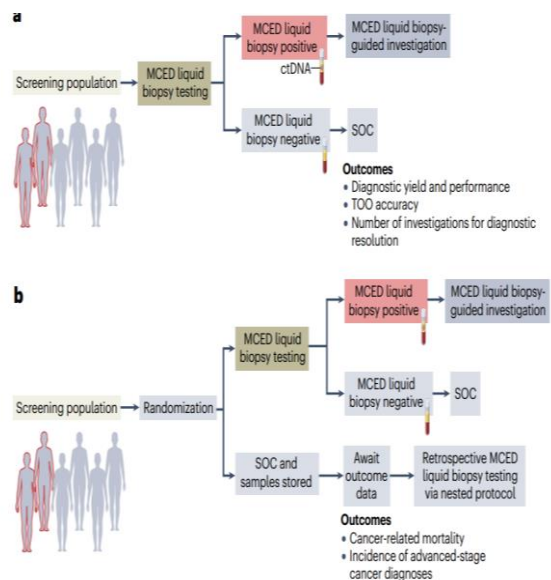 a
MCED liquid
biopsy positive
MCED liquid biopsy-
guided investigation
ctDNA
Screening population
MCED liquid
biopsy testing
MCED liquid
biopsy negative
SOC
Outcomes
• Diagnostic yield and performance
• TOO accuracy
• Number of investigations for diagnostic
resolution
b
MCED liquid
biopsy positive
MCED liquid biopsy-
guided investigation
MCED liquid
biopsy testing
MCED liquid
biopsy negative
SOC
Screening population
Randomization
SOC and
samples stored
Await
outcome
data
Retrospective MCED
liquid biopsy testing
via nested protocol
Outcomes
• Cancer-related mortality
• Incidence of advanced-stage
cancer diagnoses